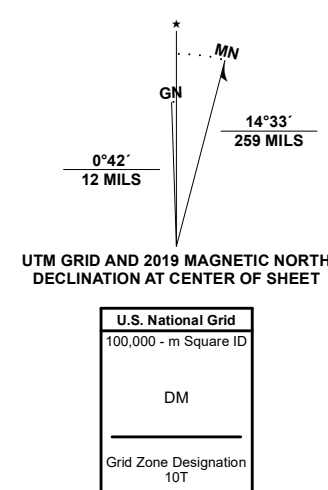 ★
MN
GN
14°33´
259 MILS
0°42´
12 MILS
UTM GRID AND 2019 MAGNETIC NORTH
DECLINATION AT CENTER OF SHEET
U.S. National Grid
100,000 - m Square ID
DM
Grid Zone Designation
10T